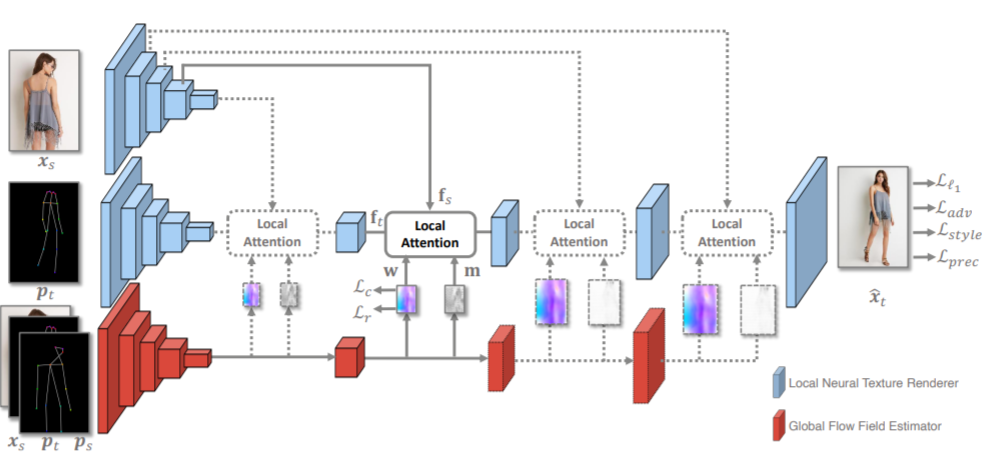 x_s
p_t
x_s p_t p_s
Local
Attention
f_t
f_s
Local
Attention
w
m
ℒ_c
ℒ_r
Local
Attention
Local
Attention
x̂_t
ℒ_ℓ₁
ℒ_adv
ℒ_style
ℒ_prec
Local Neural Texture Renderer
Global Flow Field Estimator